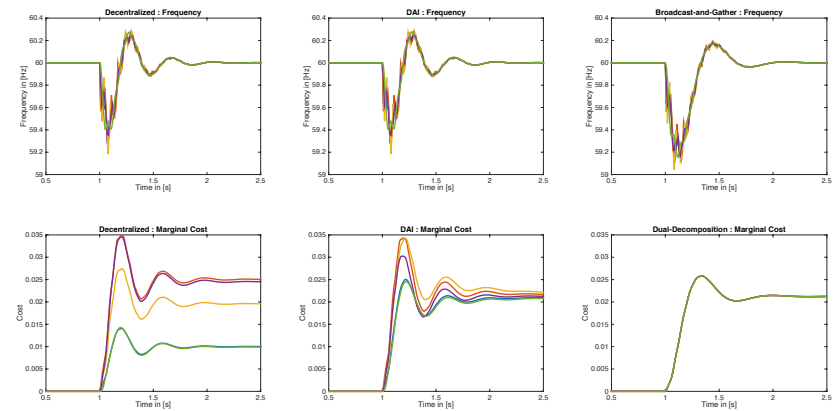 Decentralized : Frequency
DAI : Frequency
Broadcast-and-Gather : Frequency
60.4
60.2
60
59.8
59.6
59.4
59.2
59
Frequency in [Hz]
0.5 1 1.5 2 2.5
Time in [s]
60.4
60.2
60
59.8
59.6
59.4
59.2
59
Frequency in [Hz]
0.5 1 1.5 2 2.5
Time in [s]
60.4
60.2
60
59.8
59.6
59.4
59.2
59
Frequency in [Hz]
0.5 1 1.5 2 2.5
Time in [s]
Decentralized : Marginal Cost
DAI : Marginal Cost
Dual-Decomposition : Marginal Cost
0.035
0.03
0.025
0.02
0.015
0.01
0.005
0
Cost
0.5 1 1.5 2 2.5
Time in [s]
0.035
0.03
0.025
0.02
0.015
0.01
0.005
0
Cost
0.5 1 1.5 2 2.5
Time in [s]
0.035
0.03
0.025
0.02
0.015
0.01
0.005
0
Cost
0.5 1 1.5 2 2.5
Time in [s]